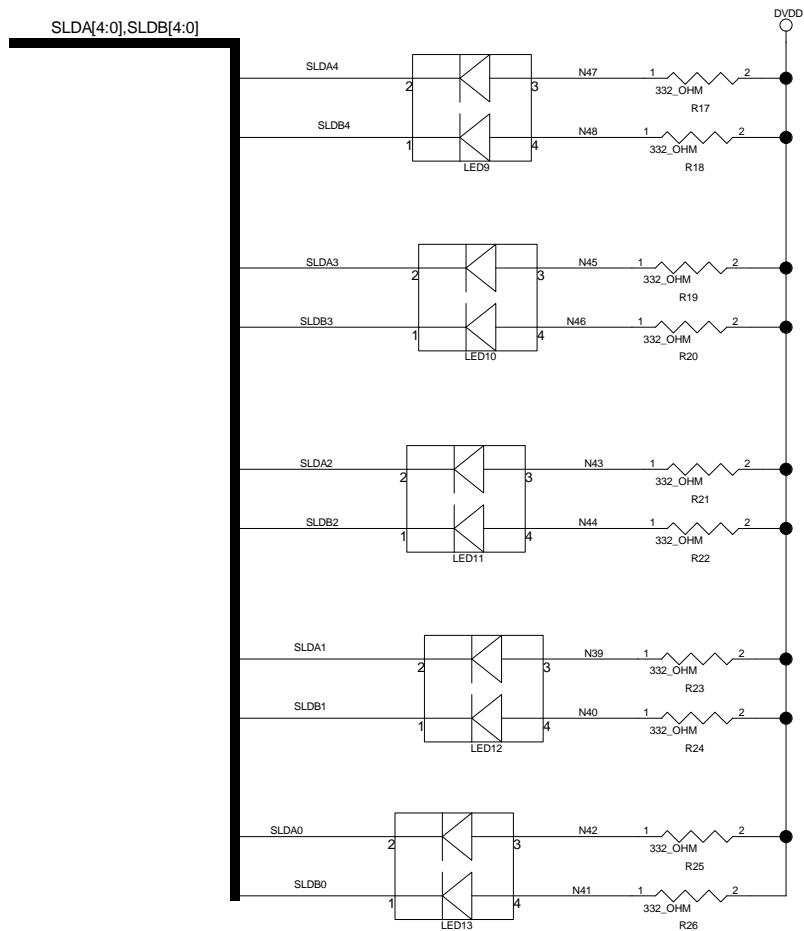 DVDD
SLDA[4:0],SLDB[4:0]
SLDA4 2 3 N47 1 2
332_OHM
R17
SLDB4 1 4 N48 1 2
332_OHM
LED9 R18
SLDA3 2 3 N45 1 2
332_OHM
R19
SLDB3 1 4 N46 1 2
332_OHM
LED10 R20
SLDA2 2 3 N43 1 2
332_OHM
R21
SLDB2 1 4 N44 1 2
332_OHM
LED11 R22
SLDA1 2 3 N39 1 2
332_OHM
R23
SLDB1 1 4 N40 1 2
332_OHM
LED12 R24
SLDA0 2 3 N42 1 2
332_OHM
R25
SLDB0 1 4 N41 1 2
332_OHM
LED13 R26